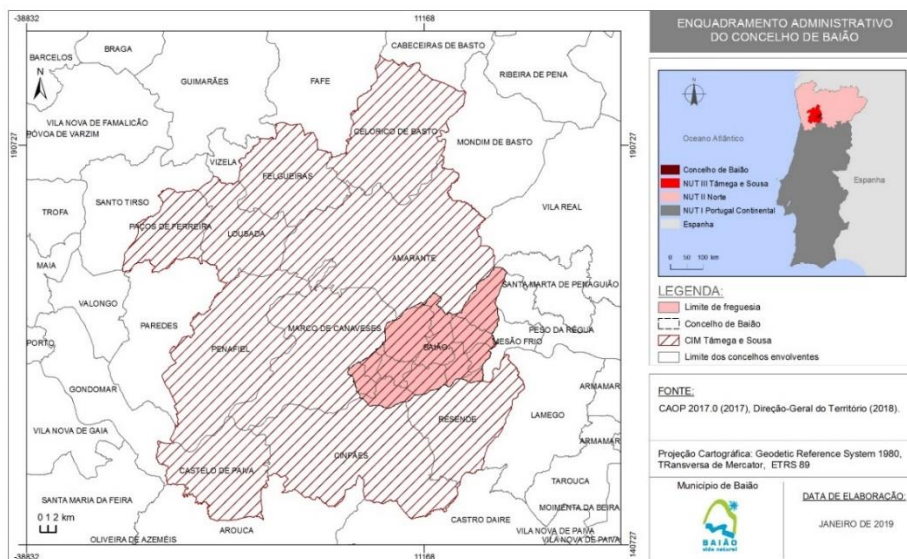 -38832
11168
BRAGA
CABECEIRAS DE BASTO
BARCELOS
N
GUIMARÃES
FAFE
RIBEIRA DE PENA
VILA NOVA DE FAMALICÃO
PÓVOA DE VARZIM
CELORICO DE BASTO
MONDIM DE BASTO
190727
190727
VIZELA
FELGUEIRAS
SANTO TIRSO
TROFA
VILA REAL
PAÇOS DE FERREIRA
LOUSADA
AMARANTE
MAIA
SANTA MARTA DE PENAGUIÃO
VALONGO
PAREDES
MARCO DE CANAVESES
PESO DA RÉGUA
PORTO
PENAFIEL
BAIÃO
MESÃO FRIO
GONDOMAR
ARMAMAR
RESENDE
LAMEGO
VILA NOVA DE GAIA
ARMAMAR
CINFÃES
CASTELO DE PAIVA
TAROUCA
SANTA MARIA DA FEIRA
MOIMENTA DA BEIRA
CASTRO DAIRE
0 1 2 km
AROUCA
VILA NOVA DE PAIVA
OLIVEIRA DE AZEMÉIS
VILA NOVA DE PAIVA
140727
-38832
11168
ENQUADRAMENTO ADMINISTRATIVO
DO CONCELHO DE BAIÃO
N
Oceano Atlântico
Espanha
Concelho de Baião
NUT III Tâmega e Sousa
NUT II Norte
NUT I Portugal Continental
Espanha
0 50 100 km
LEGENDA:
Limite de freguesia
Concelho de Baião
CIM Tâmega e Sousa
Limite dos concelhos envolventes
FONTE:
CAOP 2017.0 (2017), Direção-Geral do Território (2018).
Projeção Cartográfica: Geodetic Reference System 1980,
TRansversa de Mercator, ETRS 89
Município de Baião
BAIÃO
vida natural
DATA DE ELABORAÇÃO:
JANEIRO DE 2019